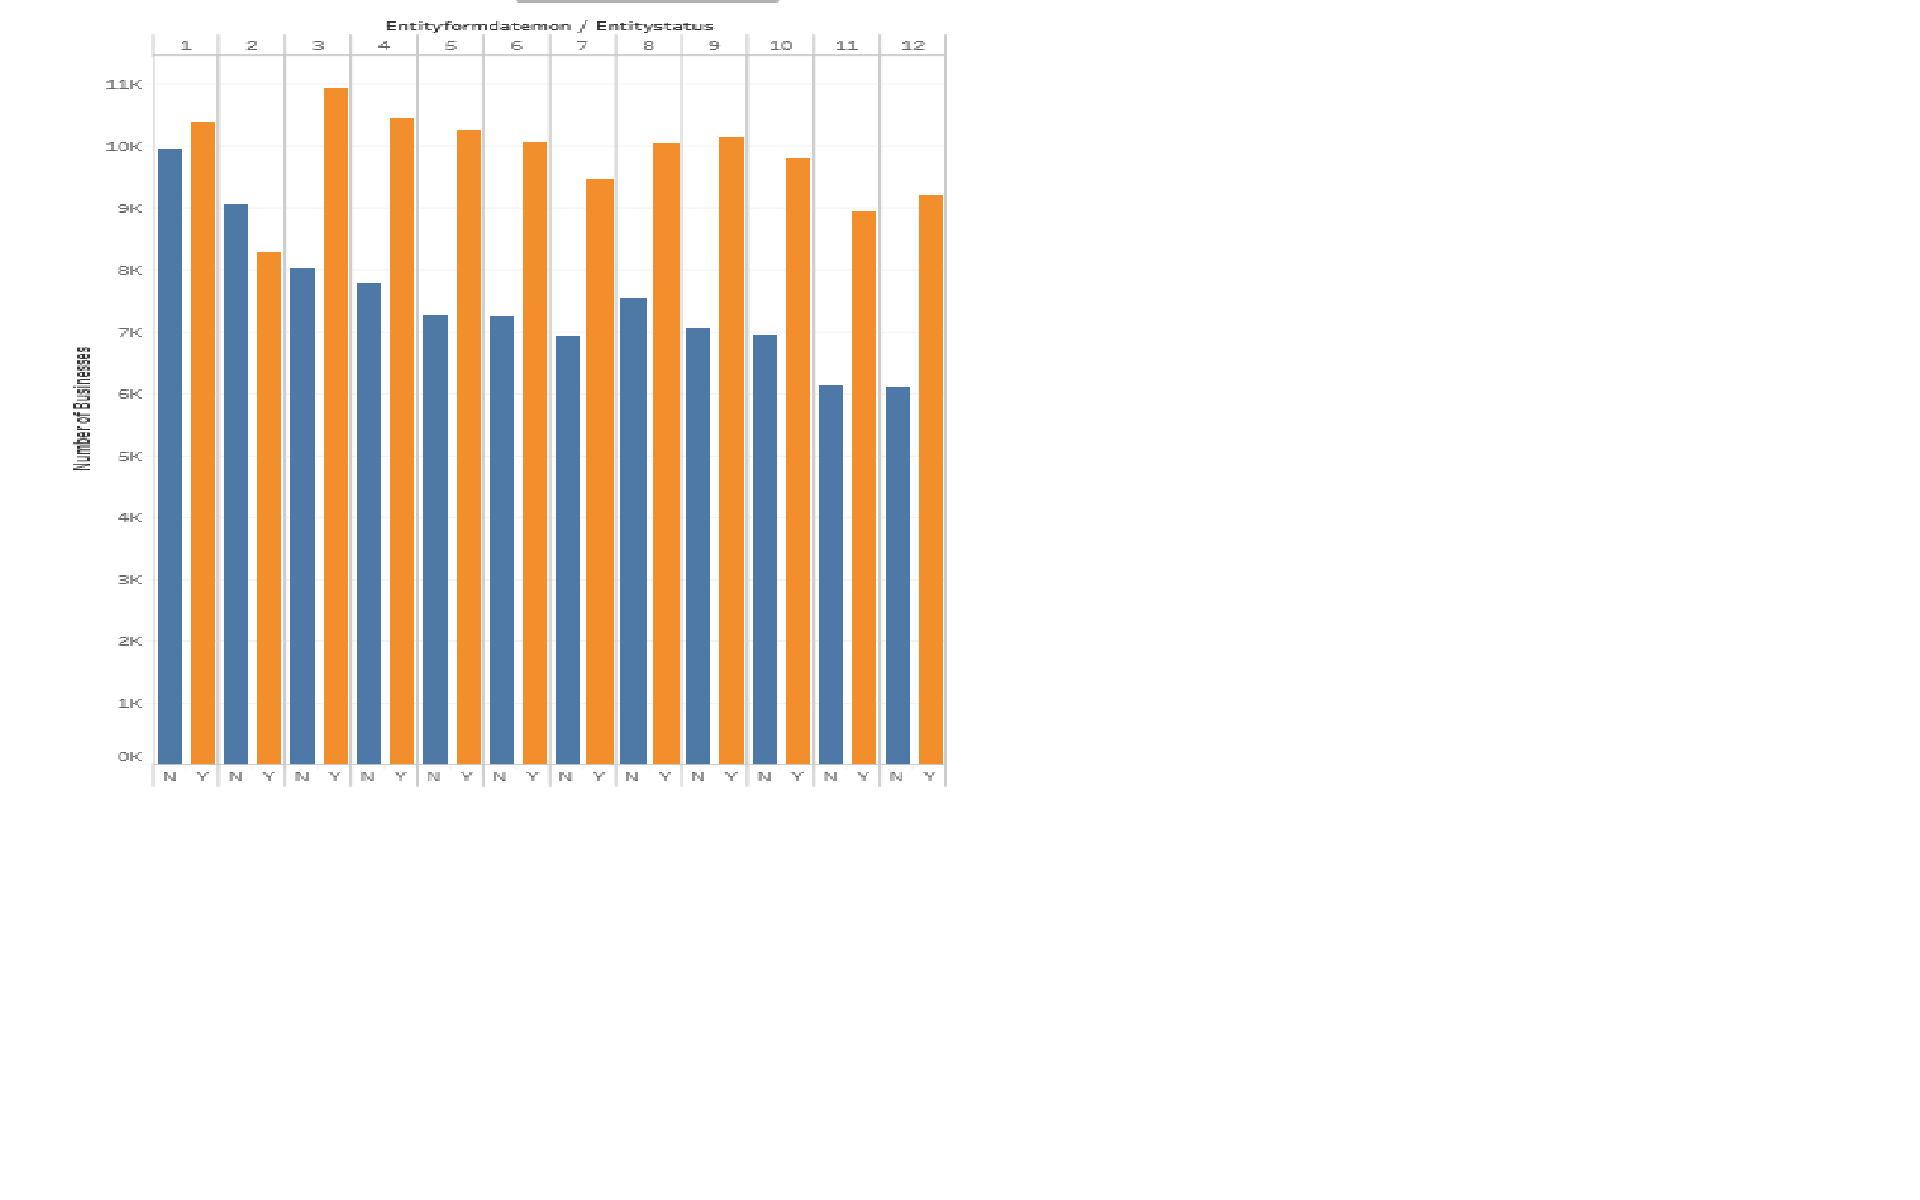 Entityformdatemon / Entitystatus
1 2 3 4 5 6 7 8 9 10 11 12
11K
10K
9K
8K
7K
6K
5K
4K
3K
2K
1K
0K
Number of Businesses
N Y N Y N Y N Y N Y N Y N Y N Y N Y N Y N Y N Y